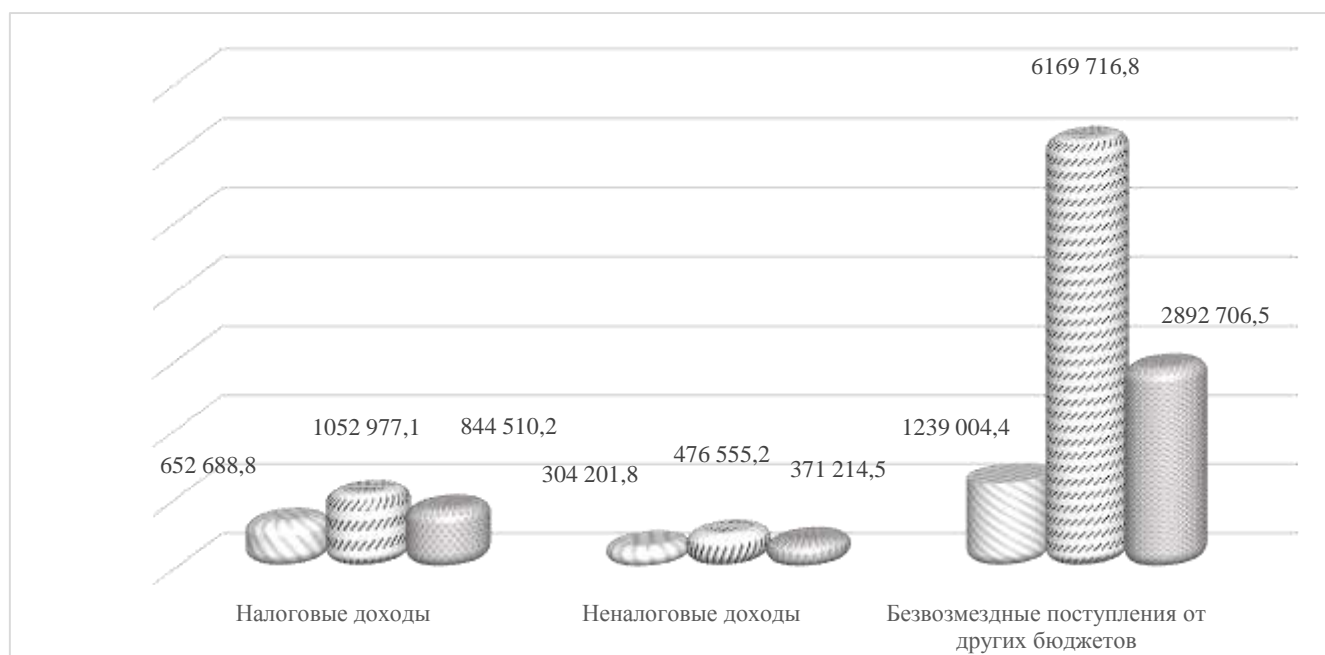 6169 716,8
2892 706,5
1052 977,1
844 510,2
1239 004,4
652 688,8
304 201,8
476 555,2
371 214,5
Налоговые доходы
Неналоговые доходы
Безвозмездные поступления от
других бюджетов